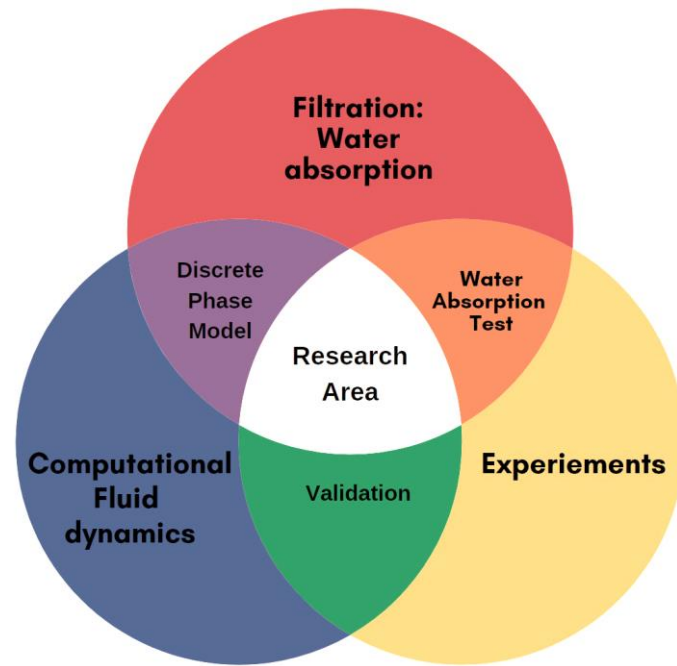 Filtration:
Water
absorption
Discrete
Phase
Model
Water
Absorption
Test
Research
Area
Computational
Fluid
dynamics
Experiements
Validation